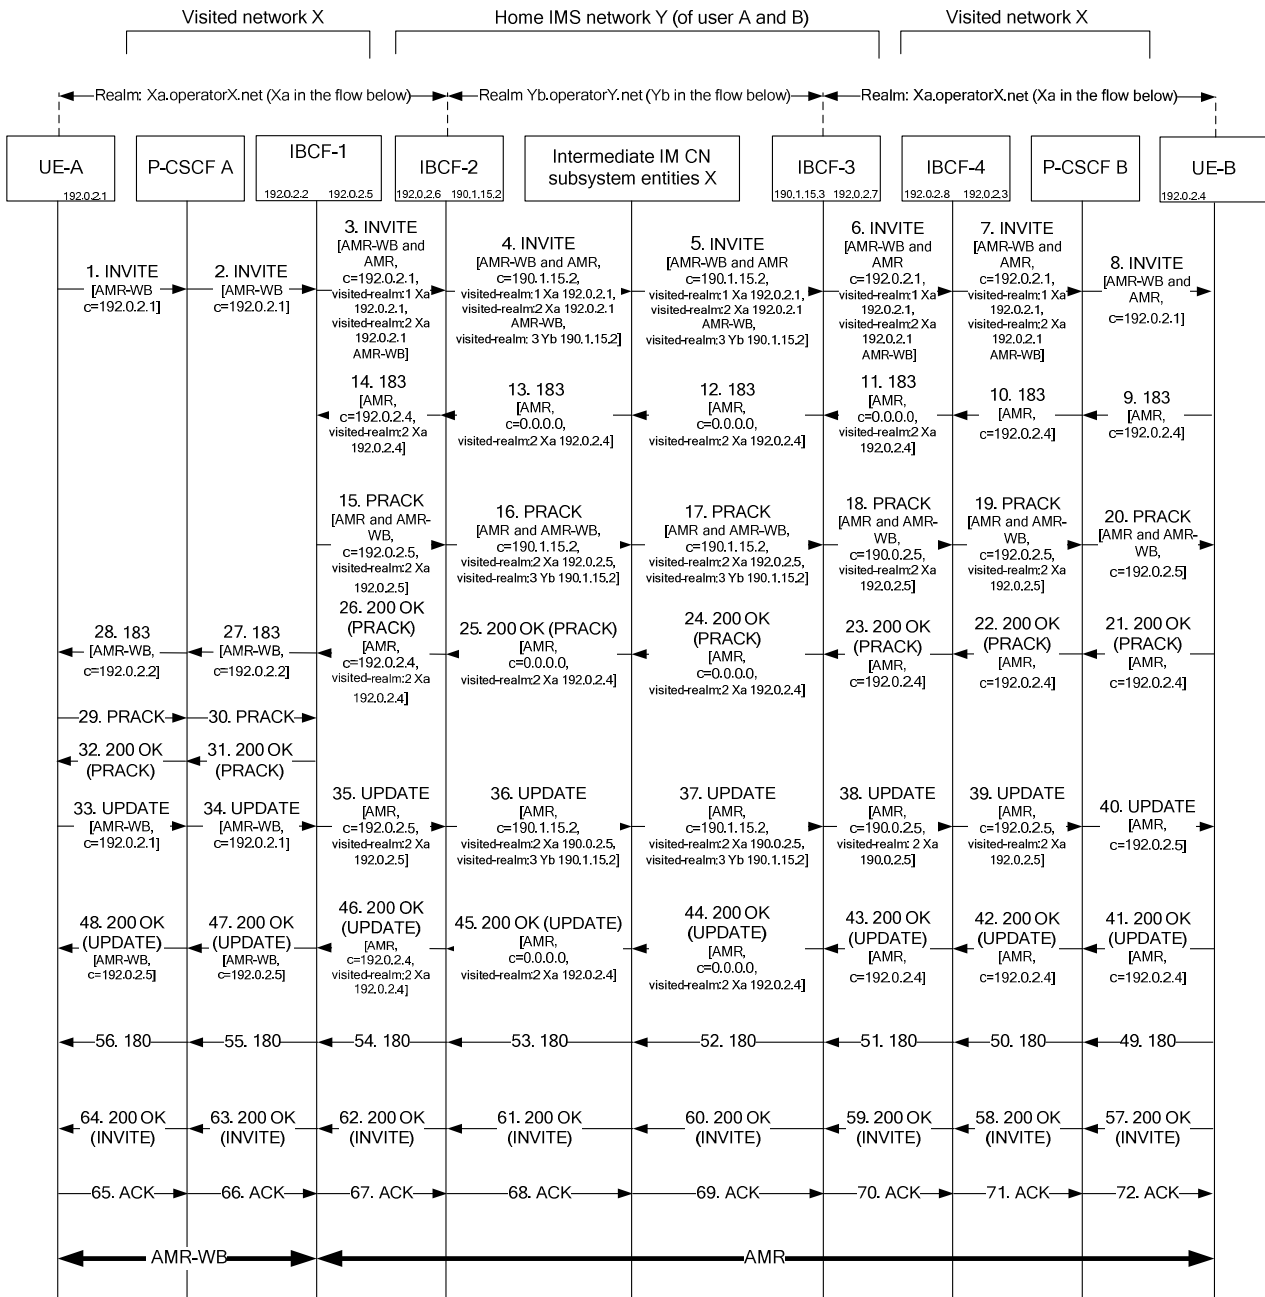 Visited network X
Home IMS network Y (of user A and B)
Visited network X
Realm: Xa.operatorX.net (Xa in the flow below)
Realm Yb.operatorY.net (Yb in the flow below)
Realm: Xa.operatorX.net (Xa in the flow below)
UE-A
192.0.2.1
P-CSCF A
IBCF-1
192.0.2.2 192.0.2.5
IBCF-2
192.0.2.6 190.1.15.2
Intermediate IM CN
subsystem entities X
IBCF-3
190.1.15.3 192.0.2.7
IBCF-4
192.0.2.8 192.0.2.3
P-CSCF B
UE-B
192.0.2.4
1. INVITE
[AMR-WB
c=192.0.2.1]
2. INVITE
[AMR-WB
c=192.0.2.1]
3. INVITE
[AMR-WB and
AMR,
c=192.0.2.1,
visited-realm:1 Xa
192.0.2.1,
visited-realm:2 Xa
192.0.2.1
AMR-WB]
4. INVITE
[AMR-WB and AMR,
c=190.1.15.2,
visited-realm:1 Xa 192.0.2.1,
visited-realm:2 Xa 192.0.2.1
AMR-WB,
visited-realm: 3 Yb 190.1.15.2]
5. INVITE
[AMR-WB and AMR
c=190.1.15.2,
visited-realm:1 Xa 192.0.2.1,
visited-realm:2 Xa 192.0.2.1
AMR-WB,
visited-realm:3 Yb 190.1.15.2]
6. INVITE
[AMR-WB and
AMR
c=192.0.2.1,
visited-realm:1 Xa
192.0.2.1,
visited-realm:2 Xa
192.0.2.1
AMR-WB]
7. INVITE
[AMR-WB and
AMR,
c=192.0.2.1,
visited-realm:1 Xa
192.0.2.1,
visited-realm:2 Xa
192.0.2.1
AMR-WB]
8. INVITE
[AMR-WB and
AMR,
c=192.0.2.1]
14. 183
[AMR,
c=192.0.2.4,
visited-realm:2 Xa
192.0.2.4]
13. 183
[AMR,
c=0.0.0.0,
visited-realm:2 Xa 192.0.2.4]
12. 183
[AMR,
c=0.0.0.0,
visited-realm:2 Xa 192.0.2.4]
11. 183
[AMR,
c=0.0.0.0,
visited-realm:2 Xa
192.0.2.4]
10. 183
[AMR,
c=192.0.2.4]
9. 183
[AMR,
c=192.0.2.4]
15. PRACK
[AMR and AMR-
WB,
c=192.0.2.5,
visited-realm:2 Xa
192.0.2.5]
16. PRACK
[AMR and AMR-WB,
c=190.1.15.2,
visited-realm:2 Xa 192.0.2.5,
visited-realm:3 Yb 190.1.15.2]
17. PRACK
[AMR and AMR-WB,
c=190.1.15.2,
visited-realm:2 Xa 192.0.2.5,
visited-realm:3 Yb 190.1.15.2]
18. PRACK
[AMR and AMR-
WB,
c=190.0.2.5,
visited-realm:2 Xa
192.0.2.5]
19. PRACK
[AMR and AMR-
WB,
c=192.0.2.5,
visited-realm:2 Xa
192.0.2.5]
20. PRACK
[AMR and AMR-
WB,
c=192.0.2.5]
28. 183
[AMR-WB,
c=192.0.2.2]
27. 183
[AMR-WB,
c=192.0.2.2]
26. 200 OK
(PRACK)
[AMR,
c=192.0.2.4,
visited-realm:2 Xa
192.0.2.4]
25. 200 OK (PRACK)
[AMR,
c=0.0.0.0,
visited-realm:2 Xa 192.0.2.4]
24. 200 OK
(PRACK)
[AMR,
c=0.0.0.0,
visited-realm:2 Xa 192.0.2.4]
23. 200 OK
(PRACK)
[AMR,
c=192.0.2.4]
22. 200 OK
(PRACK)
[AMR,
c=192.0.2.4]
21. 200 OK
(PRACK)
[AMR,
c=192.0.2.4]
29. PRACK
30. PRACK
32. 200 OK
(PRACK)
31. 200 OK
(PRACK)
33. UPDATE
[AMR-WB,
c=192.0.2.1]
34. UPDATE
[AMR-WB,
c=192.0.2.1]
35. UPDATE
[AMR,
c=192.0.2.5,
visited-realm:2 Xa
192.0.2.5]
36. UPDATE
[AMR,
c=190.1.15.2,
visited-realm:2 Xa 190.0.2.5,
visited-realm:3 Yb 190.1.15.2]
37. UPDATE
[AMR,
c=190.1.15.2,
visited-realm:2 Xa 190.0.2.5,
visited-realm:3 Yb 190.1.15.2]
38. UPDATE
[AMR,
c=190.0.2.5,
visited-realm: 2 Xa
190.0.2.5]
39. UPDATE
[AMR,
c=192.0.2.5,
visited-realm:2 Xa
192.0.2.5]
40. UPDATE
[AMR,
c=192.0.2.5]
48. 200 OK
(UPDATE)
[AMR-WB,
c=192.0.2.5]
47. 200 OK
(UPDATE)
[AMR-WB,
c=192.0.2.5]
46. 200 OK
(UPDATE)
[AMR,
c=192.0.2.4,
visited-realm:2 Xa
192.0.2.4]
45. 200 OK (UPDATE)
[AMR,
c=0.0.0.0,
visited-realm:2 Xa 192.0.2.4]
44. 200 OK
(UPDATE)
[AMR,
c=0.0.0.0,
visited-realm:2 Xa 192.0.2.4]
43. 200 OK
(UPDATE)
[AMR,
c=192.0.2.4]
42. 200 OK
(UPDATE)
[AMR,
c=192.0.2.4]
41. 200 OK
(UPDATE)
[AMR,
c=192.0.2.4]
56. 180
55. 180
54. 180
53. 180
52. 180
51. 180
50. 180
49. 180
64. 200 OK
(INVITE)
63. 200 OK
(INVITE)
62. 200 OK
(INVITE)
61. 200 OK
(INVITE)
60. 200 OK
(INVITE)
59. 200 OK
(INVITE)
58. 200 OK
(INVITE)
57. 200 OK
(INVITE)
65. ACK
66. ACK
67. ACK
68. ACK
69. ACK
70. ACK
71. ACK
72. ACK
AMR-WB
AMR